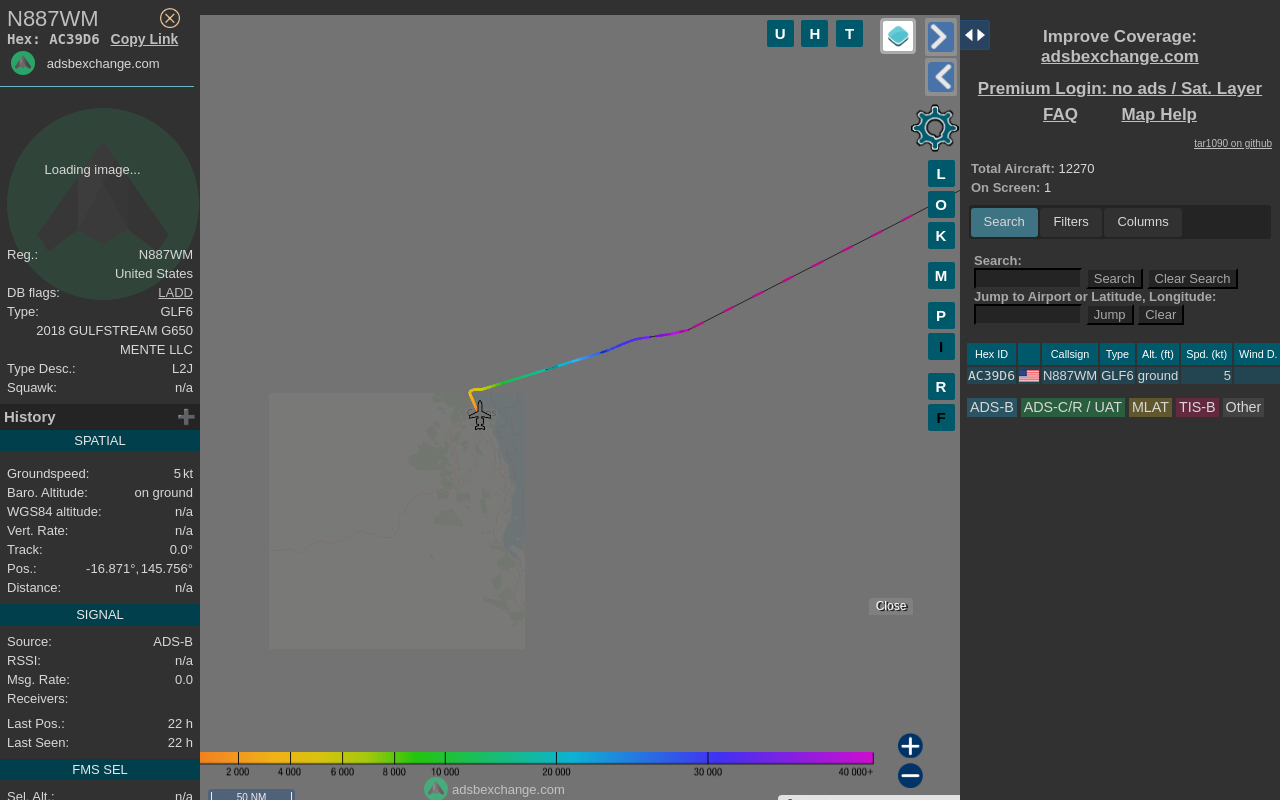 N887WM
Hex: AC39D6 Copy Link
adsbexchange.com
Loading image...
Reg.: N887WM
United States
DB flags: LADD
Type: GLF6
2018 GULFSTREAM G650
MENTE LLC
Type Desc.: L2J
Squawk: n/a
History
SPATIAL
Groundspeed: 5 kt
Baro. Altitude: on ground
WGS84 altitude: n/a
Vert. Rate: n/a
Track: 0.0°
Pos.: -16.871°, 145.756°
Distance: n/a
SIGNAL
Source: ADS-B
RSSI: n/a
Msg. Rate: 0.0
Receivers:
Last Pos.: 22 h
Last Seen: 22 h
FMS SEL
Sel. Alt.: n/a
U H T
L
O
K
M
P
I
R
F
Close
2 000 4 000 6 000 8 000 10 000 20 000 30 000 40 000+
adsbexchange.com
50 NM
Improve Coverage:
adsbexchange.com
Premium Login: no ads / Sat. Layer
FAQ Map Help
tar1090 on github
Total Aircraft: 12270
On Screen: 1
Search Filters Columns
Search:
Search Clear Search
Jump to Airport or Latitude, Longitude:
Jump Clear
Hex ID Callsign Type Alt. (ft) Spd. (kt) Wind D.
AC39D6 N887WM GLF6 ground 5
ADS-B ADS-C/R / UAT MLAT TIS-B Other